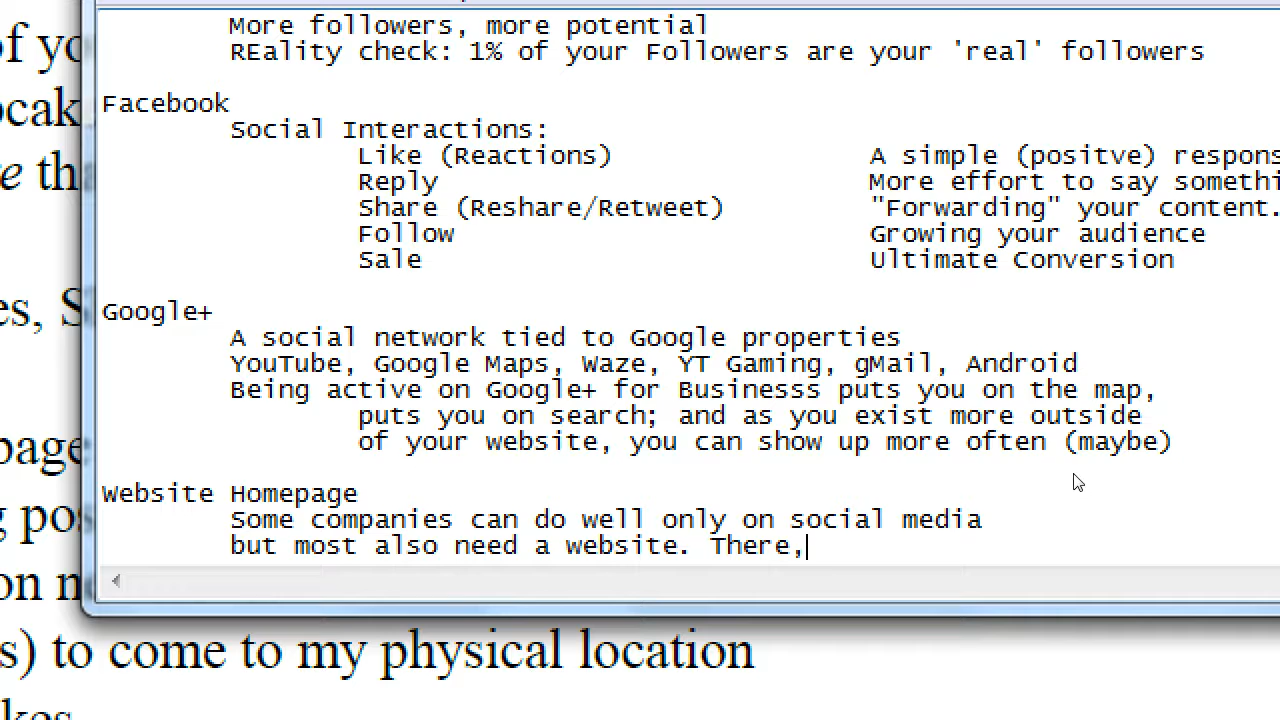 More followers, more potential
REality check: 1% of your Followers are your 'real' followers
Facebook
Social Interactions:
Like (Reactions) A simple (positve)
Reply More effort to say
Share (Reshare/Retweet) "Forwarding" your content.
Follow Growing your audience
Sale Ultimate Conversion
Google+
A social network tied to Google properties
YouTube, Google Maps, Waze, YT Gaming, gMail, Android
Being active on Google+ for Businesss puts you on the map,
puts you on search; and as you exist more outside
of your website, you can show up more often (maybe)
Website Homepage
Some companies can do well only on social media
but most also need a website. There,
to come to my physical location